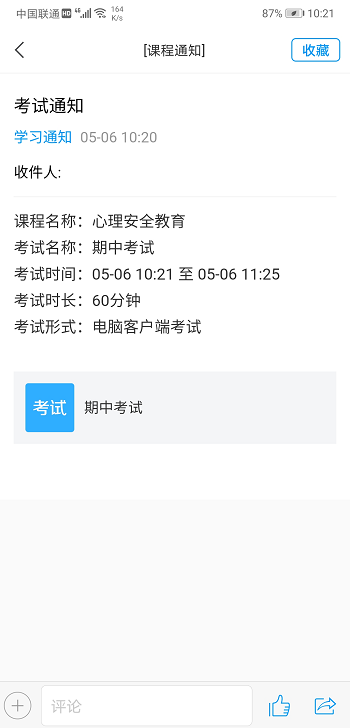 中国联通 HD 4G 164 K/s 87% 10:21
[课程通知] 收藏
考试通知
学习通知 05-06 10:20
收件人:
课程名称：心理安全教育
考试名称：期中考试
考试时间：05-06 10:21 至 05-06 11:25
考试时长：60分钟
考试形式：电脑客户端考试
考试 期中考试
评论